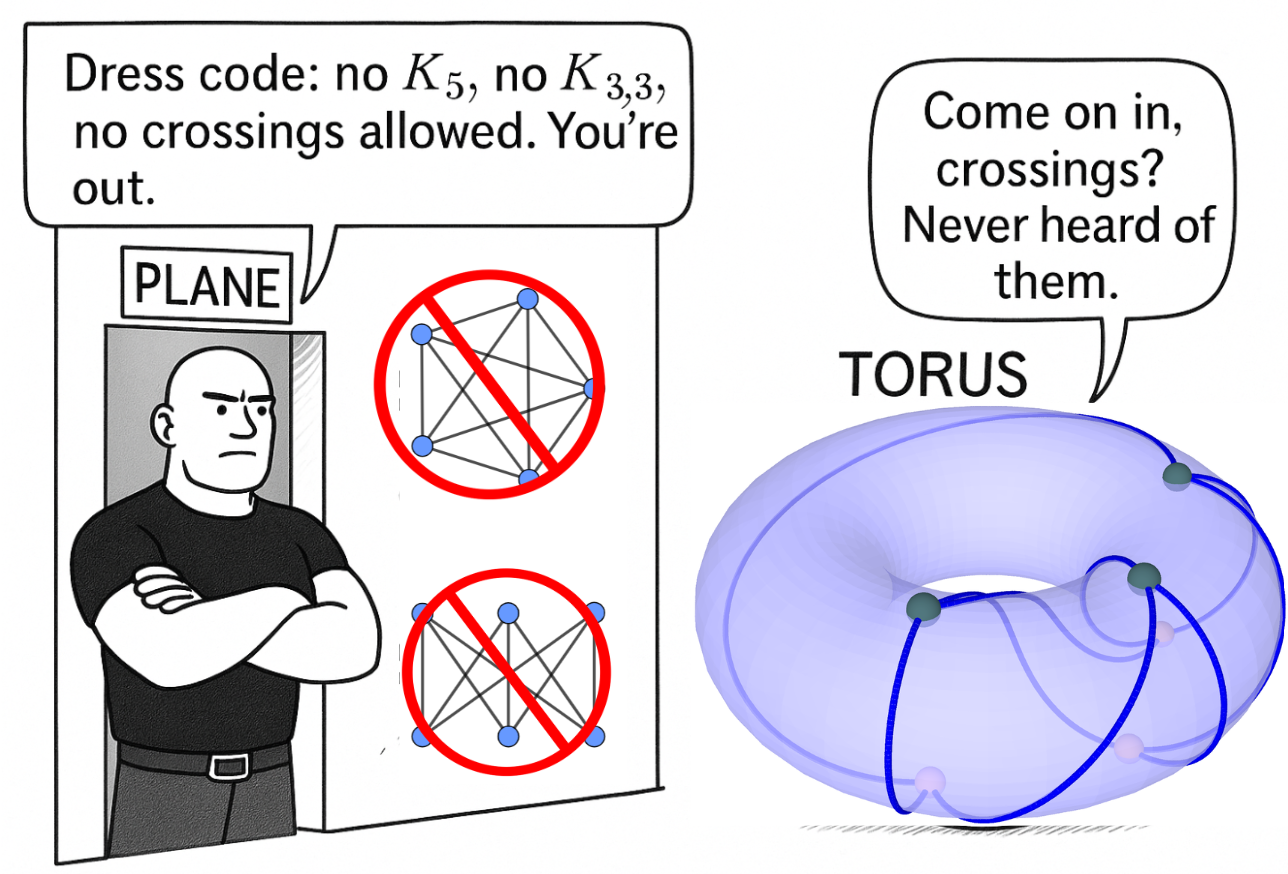 Dress code: no K₅, no K₃,₃,
no crossings allowed. You're
out.
PLANE
Come on in,
crossings?
Never heard of
them.
TORUS